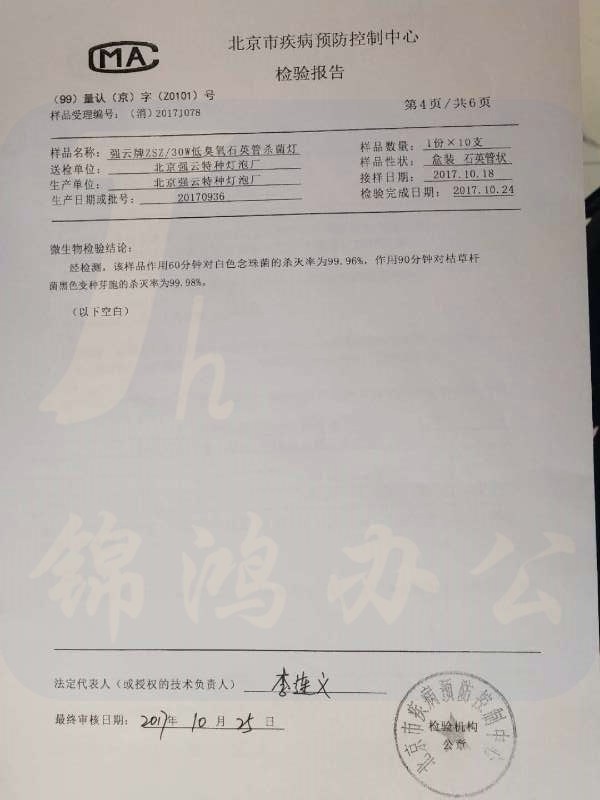 CMA
北京市疾病预防控制中心
检验报告
（99）量认（京）字（Z0101）号
样品受理编号：（消）2017J078
第4页/共6页
样品名称：强云牌ZSZ/30W低臭氧石英管杀菌灯
样品数量：1份×10支
送检单位：北京强云特种灯泡厂
样品性状：盒装 石英管状
生产单位：北京强云特种灯泡厂
接样日期：2017.10.18
生产日期或批号：20170936
检验完成日期：2017.10.24
微生物检验结论：
经检测，该样品作用60分钟对白色念珠菌的杀灭率为99.96%，作用90分钟对枯草杆
菌黑色变种芽胞的杀灭率为99.98%。
（以下空白）
Jh
锦鸿办公
法定代表人（或授权的技术负责人）李连义
最终审核日期：2017年10月25日
北京市疾病预防控制中心
检验机构
公章